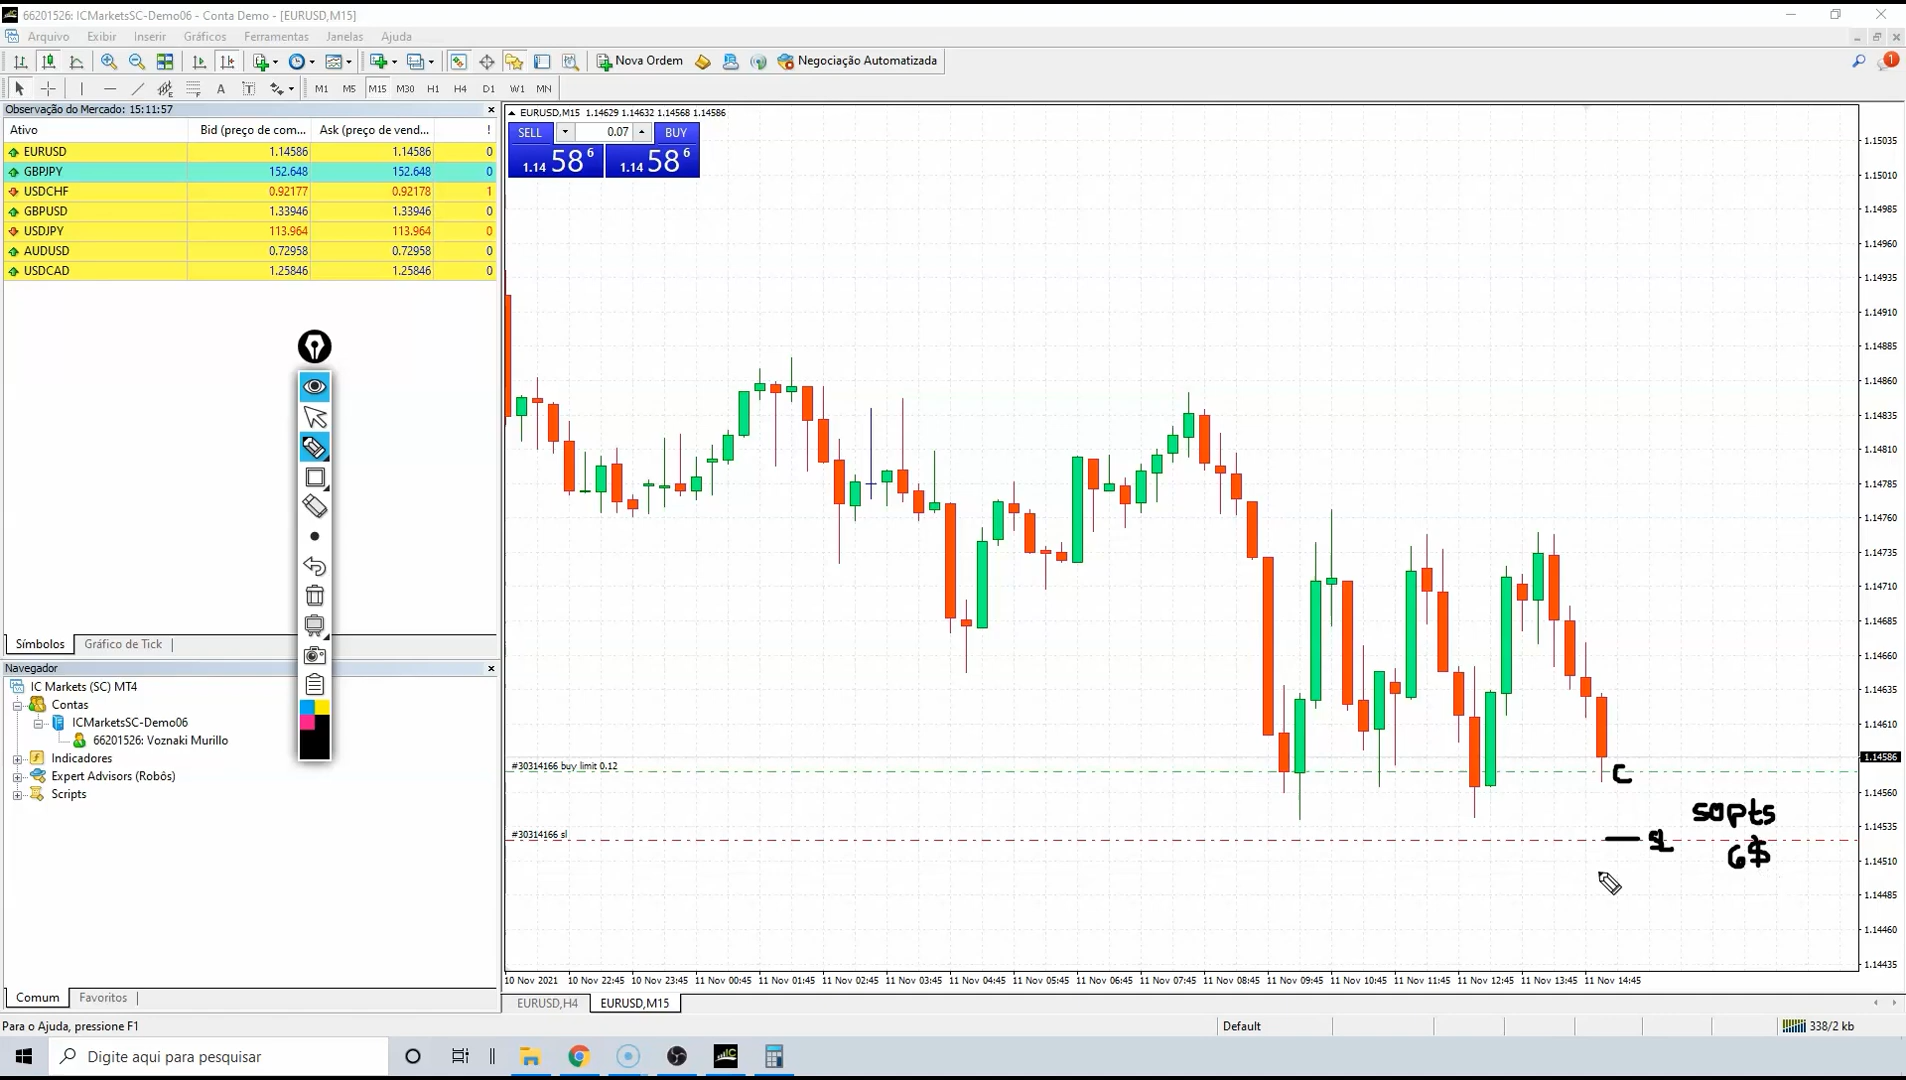 66201526: ICMarketsSC-Demo06 - Conta Demo - [EURUSD,M15]
Arquivo Exibir Inserir Gráficos Ferramentas Janelas Ajuda
Nova Ordem Negociação Automatizada 1
A T M1 M5 M15 M30 H1 H4 D1 W1 MN
Observação do Mercado: 15:11:57
Ativo Bid (preço de com... Ask (preço de vend... !
EURUSD 1.14586 1.14586 0
GBPJPY 152.648 152.648 0
USDCHF 0.92177 0.92178 1
GBPUSD 1.33946 1.33946 0
USDJPY 113.964 113.964 0
AUDUSD 0.72958 0.72958 0
USDCAD 1.25846 1.25846 0
Símbolos Gráfico de Tick
Navegador
IC Markets (SC) MT4
Contas
ICMarketsSC-Demo06
66201526: Voznaki Murillo
Indicadores
Expert Advisors (Robôs)
Scripts
Comum Favoritos
EURUSD,M15 1.14629 1.14632 1.14568 1.14586
SELL 0.07 BUY
1.14 58 6 1.14 58 6
1.15035
1.15010
1.14985
1.14960
1.14935
1.14910
1.14885
1.14860
1.14835
1.14810
1.14785
1.14760
1.14735
1.14710
1.14685
1.14660
1.14635
1.14610
1.14586
1.14560
1.14535
1.14510
1.14485
1.14460
1.14435
#30314166 buy limit 0.12
C
50pts
#30314166 sl
SL
6$
10 Nov 2021 10 Nov 22:45 10 Nov 23:45 11 Nov 00:45 11 Nov 01:45 11 Nov 02:45 11 Nov 03:45 11 Nov 04:45 11 Nov 05:45 11 Nov 06:45 11 Nov 07:45 11 Nov 08:45 11 Nov 09:45 11 Nov 10:45 11 Nov 11:45 11 Nov 12:45 11 Nov 13:45 11 Nov 14:45
EURUSD,H4 EURUSD,M15
Para o Ajuda, pressione F1 Default 338/2 kb
Digite aqui para pesquisar